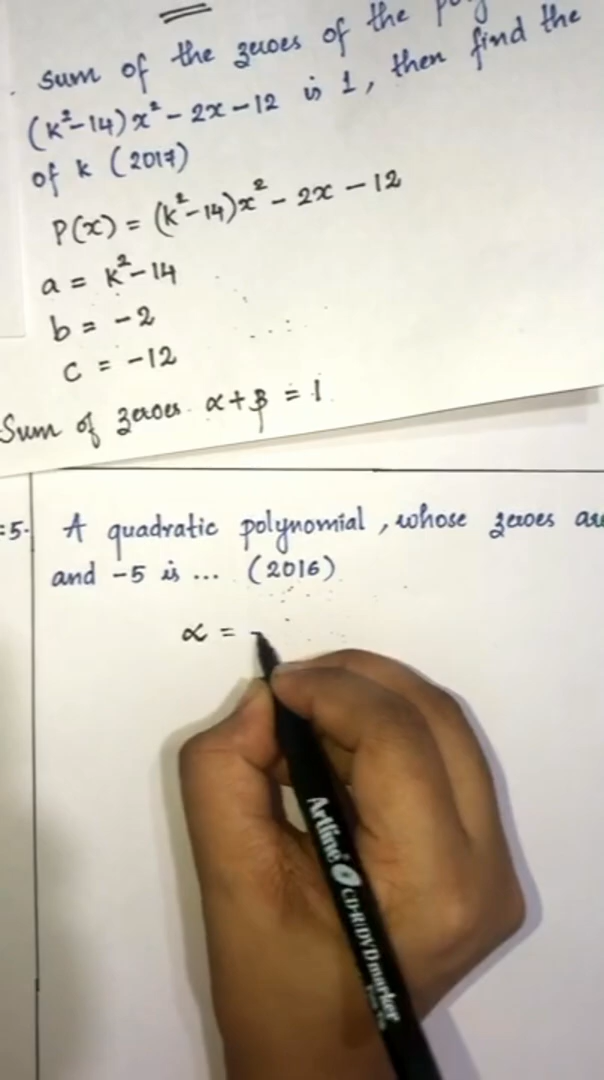 sum of the zeroes of the
(k²-14)x² - 2x - 12 is 1, then find the
of k (2017)
P(x) = (k²-14)x² - 2x - 12
a = k²-14
b = -2
c = -12
Sum of zeroes. α+β = 1
5. A quadratic polynomial, whose zeroes
and -5 is ... (2016)
α = -
Artline CD-R/DVD marker